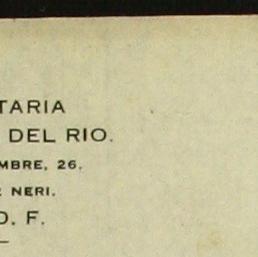 TARIA
DEL RIO.
MBRE, 26.
NERI.
D. F.